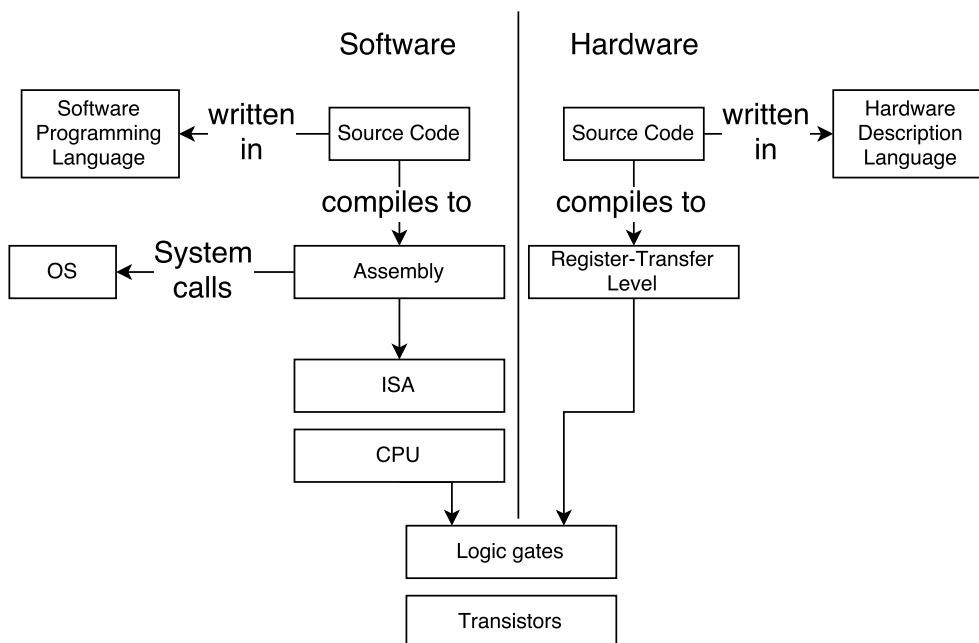 Software
Hardware
Software
Programming
Language
written
in
Source Code
Source Code
written
in
Hardware
Description
Language
compiles to
compiles to
OS
System
calls
Assembly
Register-Transfer
Level
ISA
CPU
Logic gates
Transistors